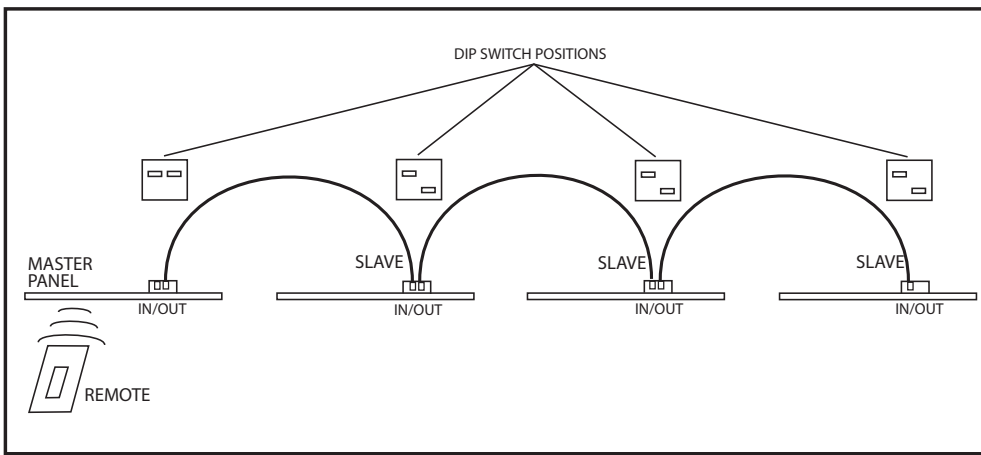 DIP SWITCH POSITIONS
MASTER
PANEL
SLAVE
SLAVE
SLAVE
IN/OUT
IN/OUT
IN/OUT
IN/OUT
REMOTE